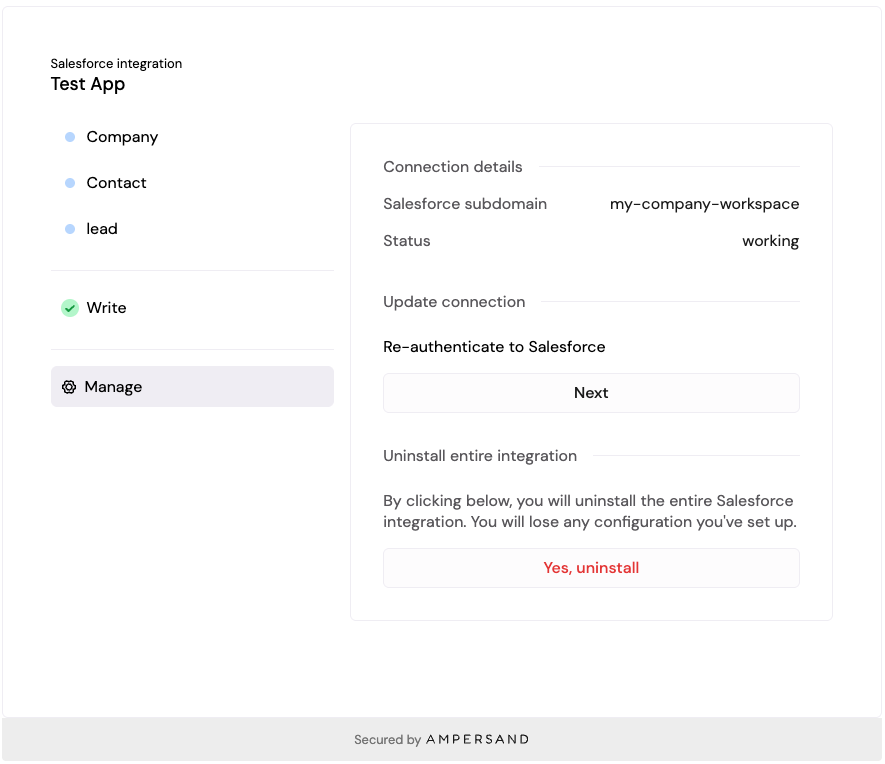 Salesforce integration
Test App
Company
Contact
lead
Write
Manage
Connection details
Salesforce subdomain my-company-workspace
Status working
Update connection
Re-authenticate to Salesforce
Next
Uninstall entire integration
By clicking below, you will uninstall the entire Salesforce
integration. You will lose any configuration you've set up.
Yes, uninstall
Secured by AMPERSAND